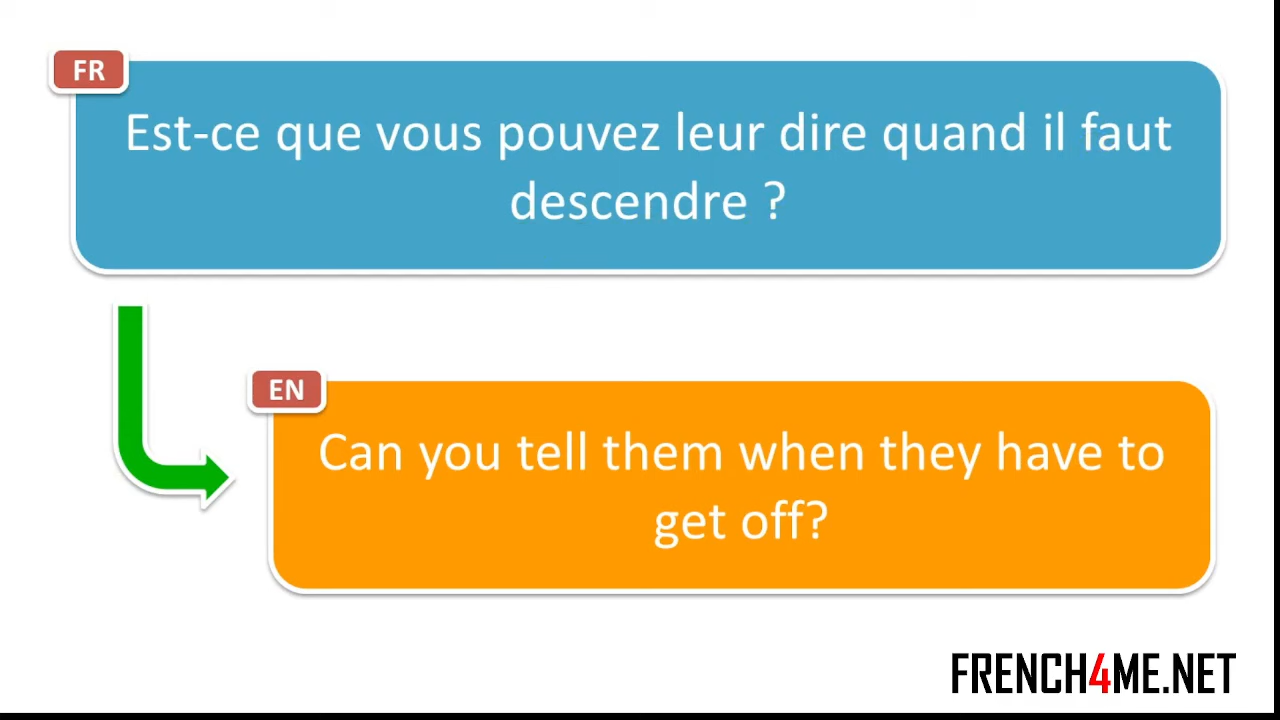 FR
Est-ce que vous pouvez leur dire quand il faut
descendre ?
EN
Can you tell them when they have to
get off?
FRENCH4ME.NET